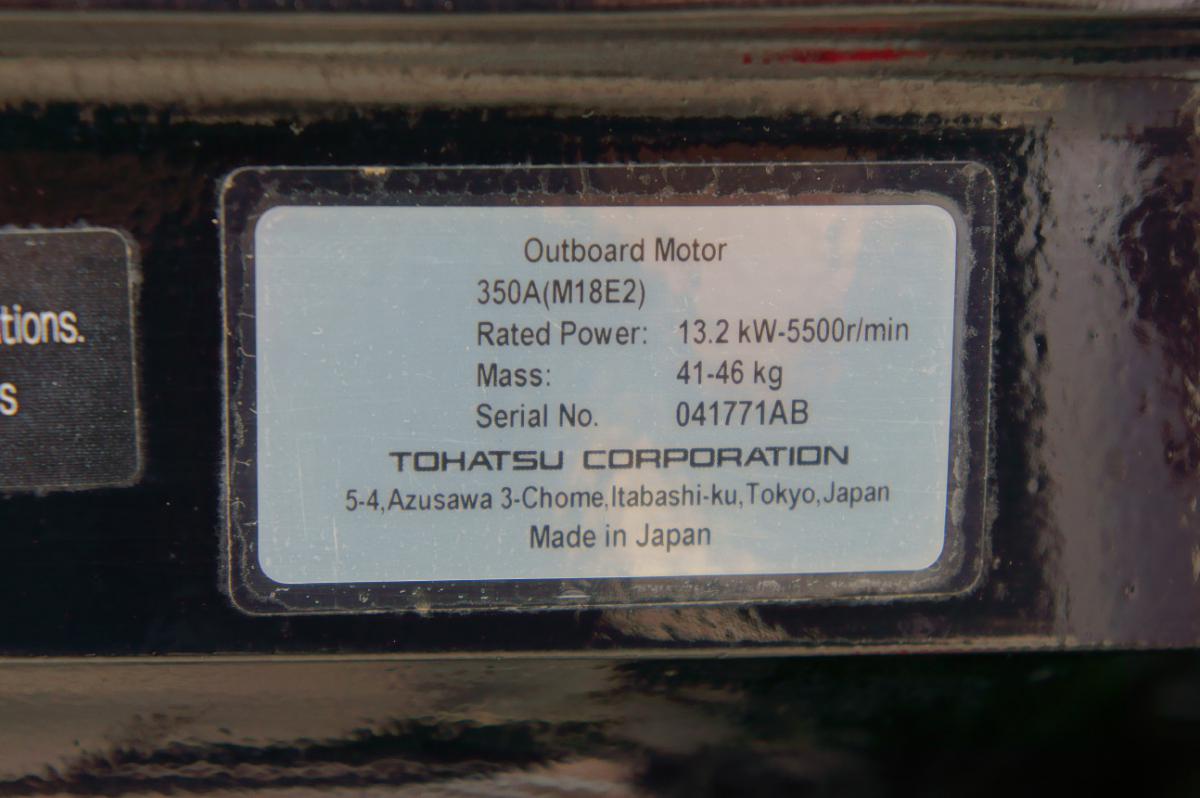 tions.
s
Outboard Motor
350A(M18E2)
Rated Power: 13.2 kW-5500r/min
Mass: 41-46 kg
Serial No. 041771AB
TOHATSU CORPORATION
5-4,Azusawa 3-Chome,Itabashi-ku,Tokyo,Japan
Made in Japan